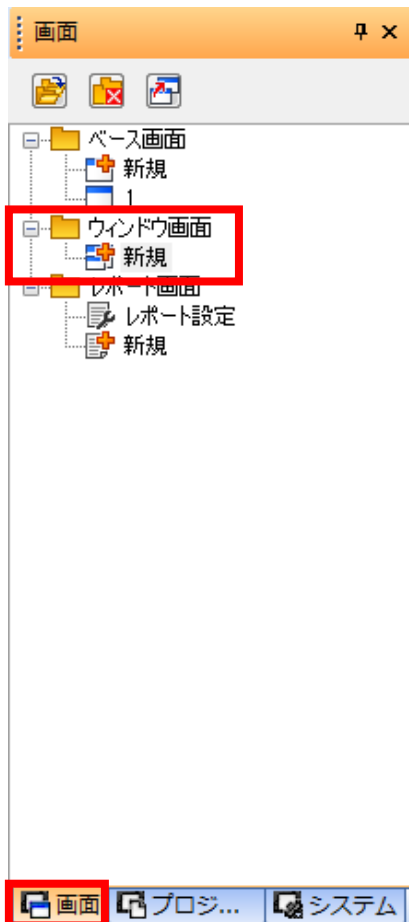 画面
ベース画面
新規
1
ウィンドウ画面
新規
レポート画面
レポート設定
新規
画面 プロジ... システム